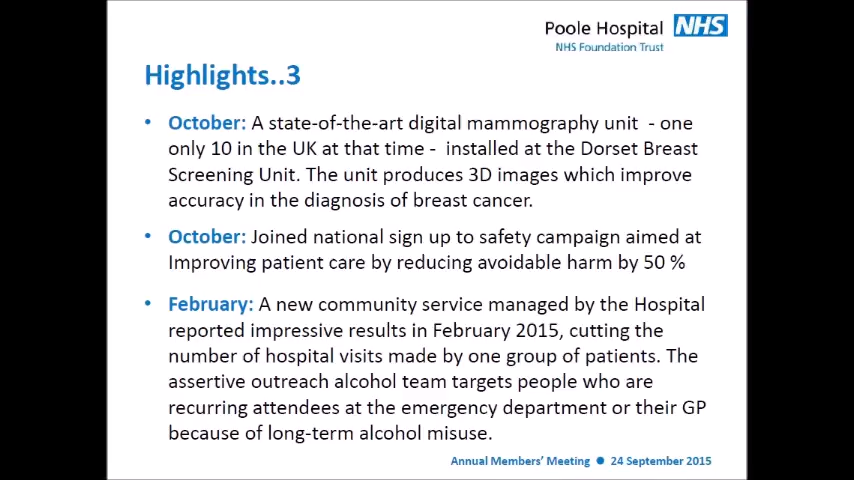 Poole Hospital NHS
NHS Foundation Trust
Highlights..3
• October: A state-of-the-art digital mammography unit - one
only 10 in the UK at that time - installed at the Dorset Breast
Screening Unit. The unit produces 3D images which improve
accuracy in the diagnosis of breast cancer.
• October: Joined national sign up to safety campaign aimed at
Improving patient care by reducing avoidable harm by 50 %
• February: A new community service managed by the Hospital
reported impressive results in February 2015, cutting the
number of hospital visits made by one group of patients. The
assertive outreach alcohol team targets people who are
recurring attendees at the emergency department or their GP
because of long-term alcohol misuse.
Annual Members' Meeting ● 24 September 2015